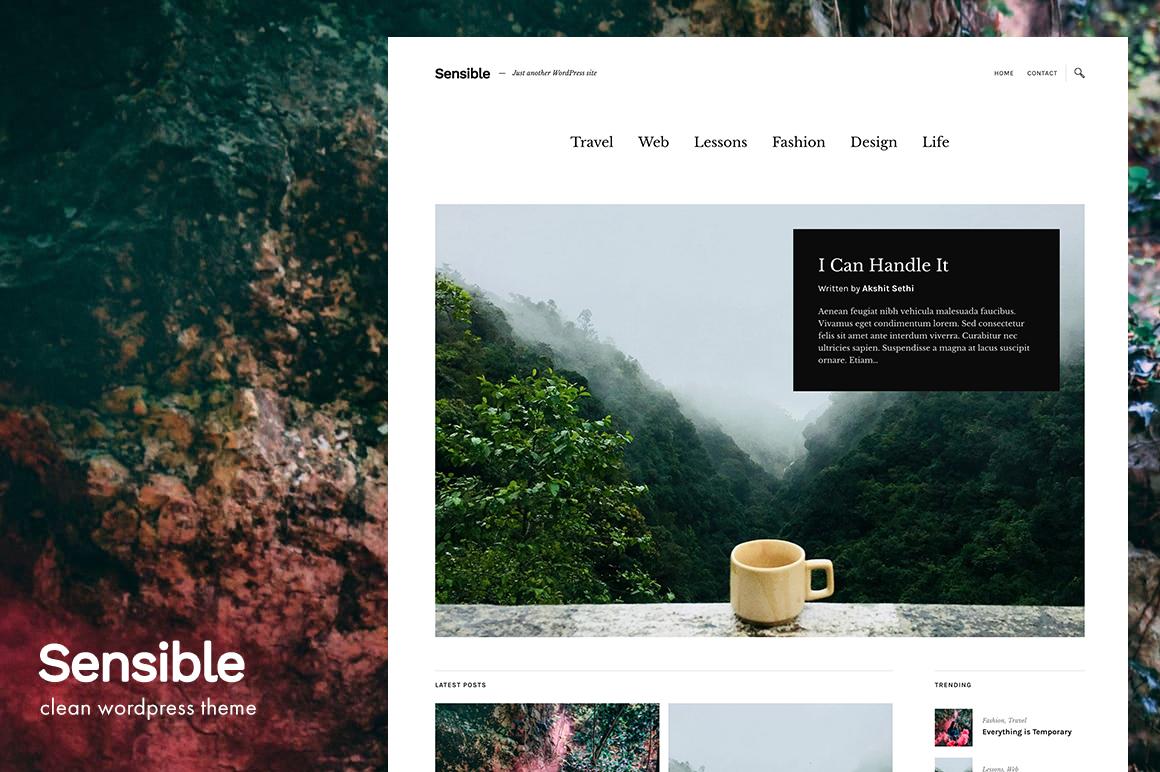 Sensible — Just another WordPress site
HOME CONTACT
Travel Web Lessons Fashion Design Life
I Can Handle It
Written by Akshit Sethi
Aenean feugiat nibh vehicula malesuada faucibus.
Vivamus eget condimentum lorem. Sed consectetur
felis sit amet ante interdum viverra. Curabitur nec
ultricies sapien. Suspendisse a magna at lacus suscipit
ornare. Etiam...
Sensible
clean wordpress theme
LATEST POSTS
TRENDING
Fashion, Travel
Everything is Temporary
Lessons, Web